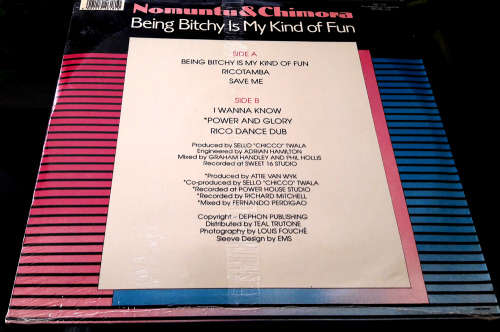 Nomuntu&Chimora
Being Bitchy Is My Kind of Fun
SIDE A
BEING BITCHY IS MY KIND OF FUN
RICOTAMBA
SAVE ME
SIDE B
I WANNA KNOW
*POWER AND GLORY
RICO DANCE DUB
Produced by SELLO "CHICCO" TWALA
Engineered by ADRIAN HAMILTON
Mixed by GRAHAM HANDLEY AND PHIL HOLLIS
Recorded at SWEET 16 STUDIO
*Produced by ATTIE VAN WYK
*Co-produced by SELLO "CHICCO" TWALA
*Recorded at POWER HOUSE STUDIO
*Recorded by RICHARD MITCHELL
*Mixed by FERNANDO PERDIGAO
Copyright – DEPHON PUBLISHING
Distributed by TEAL TRUTONE
Photography by LOUIS FOUCHÈ
Sleeve Design by EMS